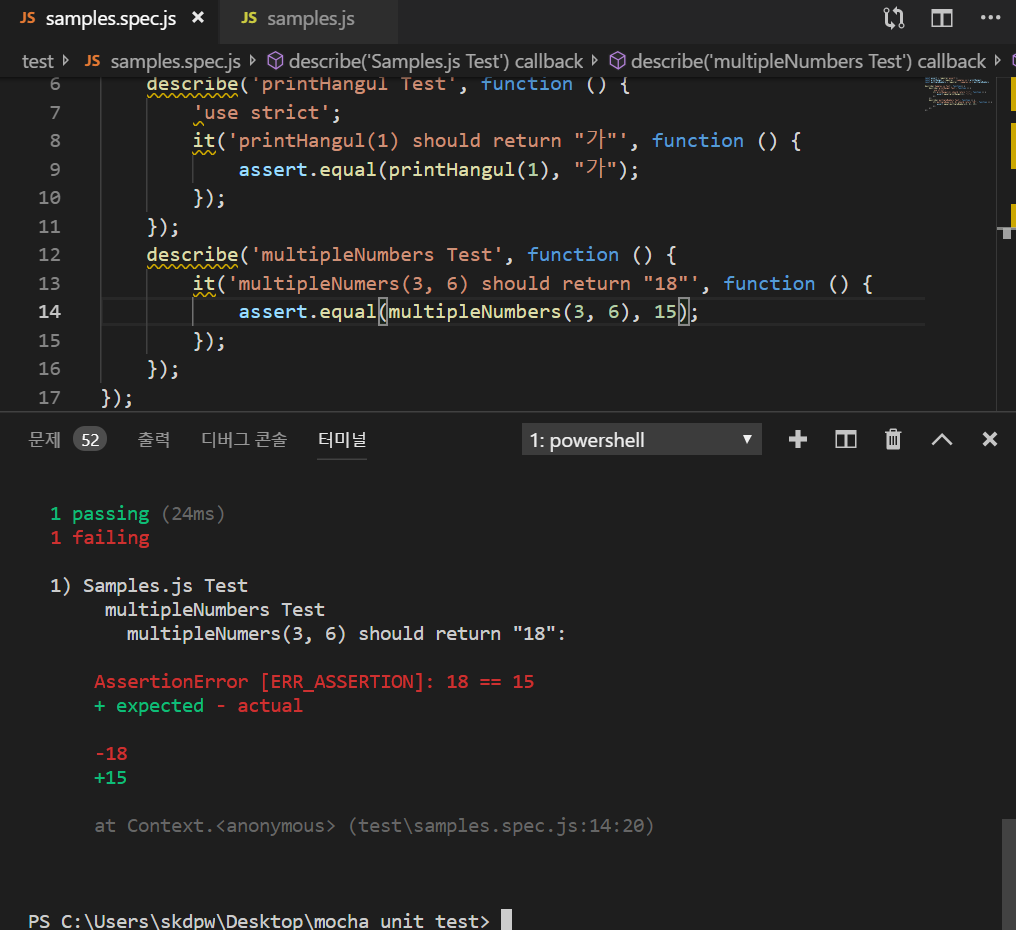 JS samples.spec.js × JS samples.js ···
test JS samples.spec.js describe('Samples.js Test') callback describe('multipleNumbers Test') callback
6 describe('printHangul Test', function () {
7 'use strict';
8 it('printHangul(1) should return "가"', function () {
9 assert.equal(printHangul(1), "가");
10 });
11 });
12 describe('multipleNumbers Test', function () {
13 it('multipleNumers(3, 6) should return "18"', function () {
14 assert.equal(multipleNumbers(3, 6), 15);
15 });
16 });
17 });
문제 52 출력 디버그 콘솔 터미널 1: powershell
1 passing (24ms)
1 failing
1) Samples.js Test
multipleNumbers Test
multipleNumers(3, 6) should return "18":
AssertionError [ERR_ASSERTION]: 18 == 15
+ expected - actual
-18
+15
at Context.<anonymous> (test\samples.spec.js:14:20)
PS C:\Users\skdpw\Desktop\mocha unit test>